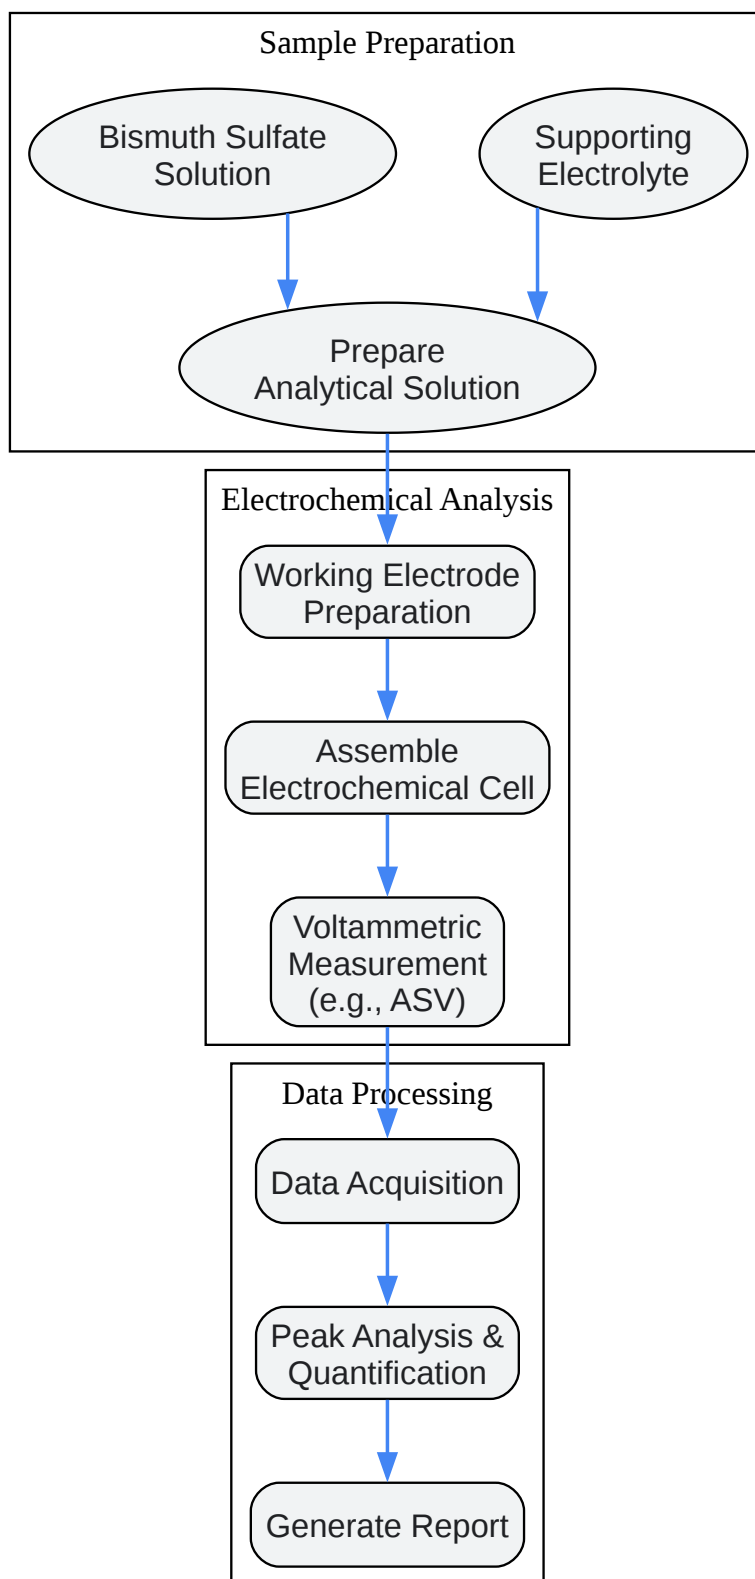 Sample Preparation
Bismuth Sulfate
Solution
Supporting
Electrolyte
Prepare
Analytical Solution
Electrochemical Analysis
Working Electrode
Preparation
Assemble
Electrochemical Cell
Voltammetric
Measurement
(e.g., ASV)
Data Processing
Data Acquisition
Peak Analysis &
Quantification
Generate Report